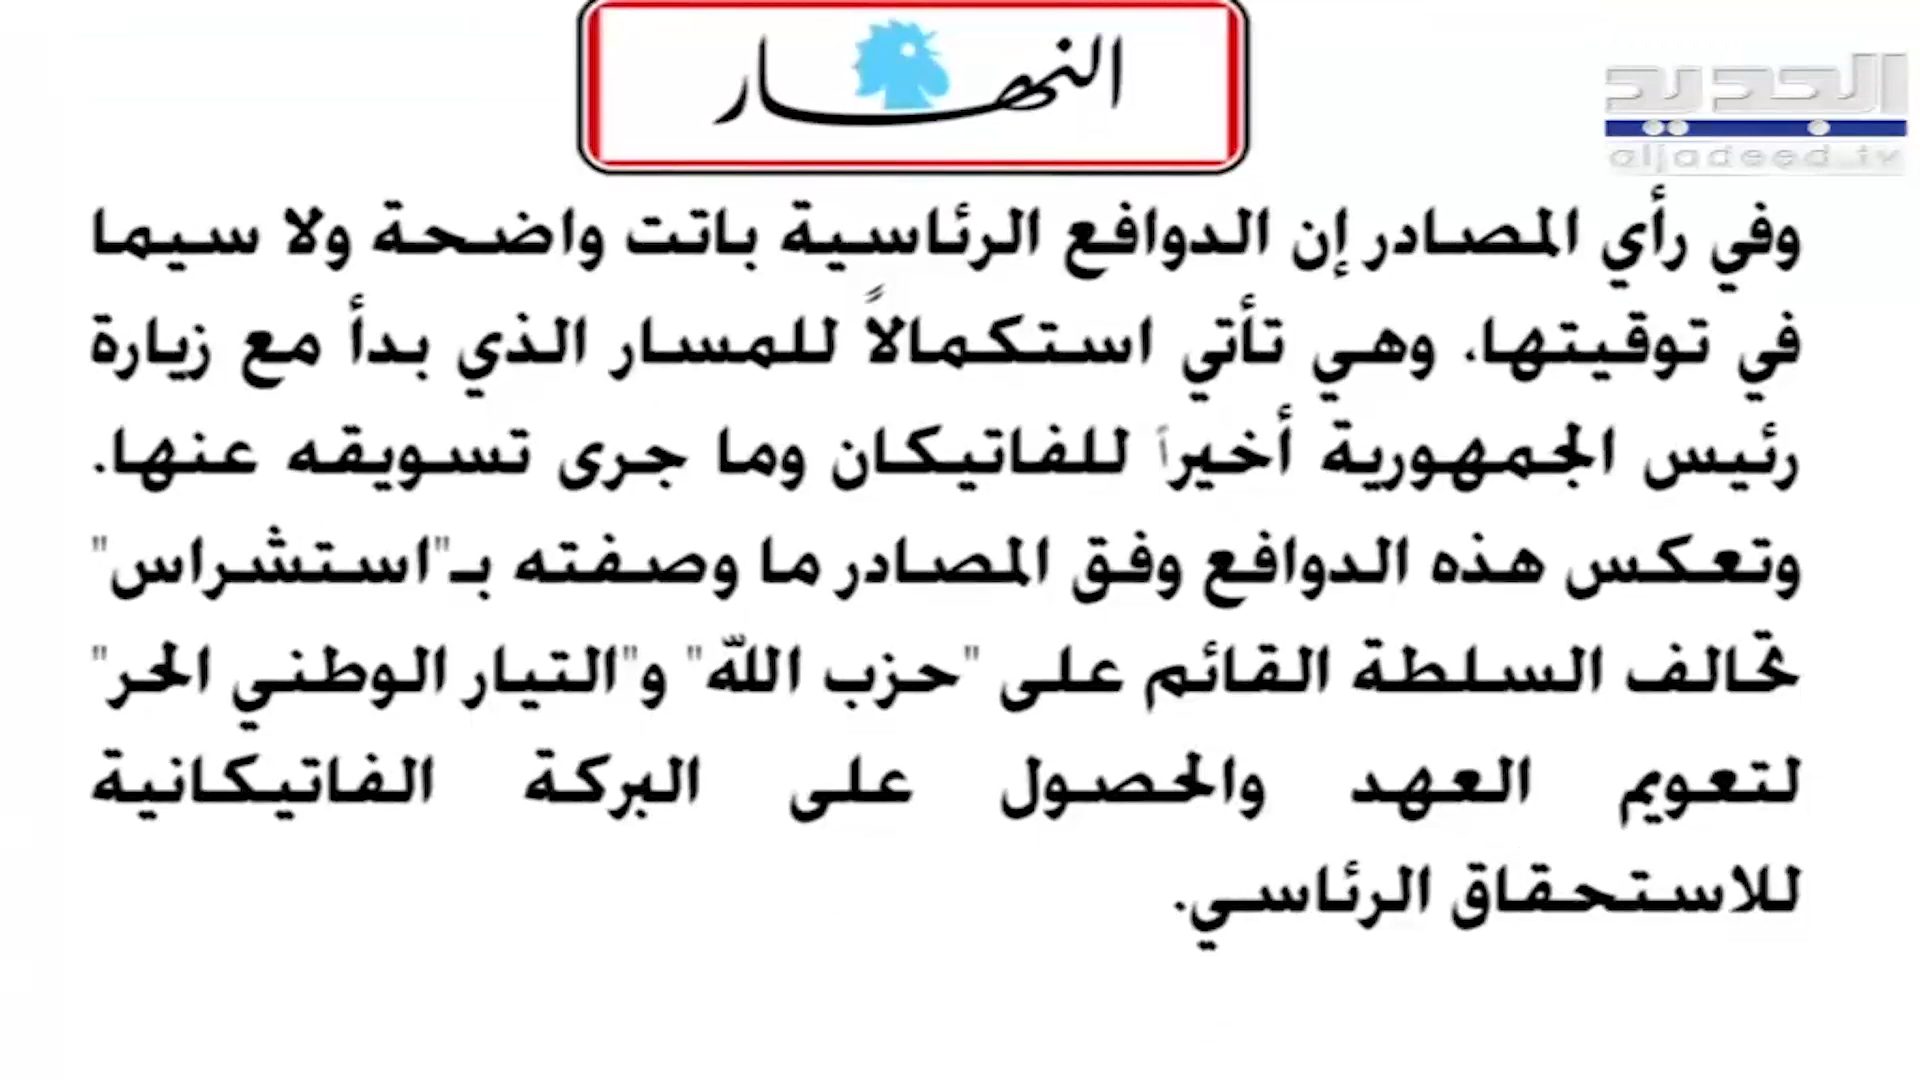 النهار
الجديد
aljadeed.tv
وفي رأي المصادر إن الدوافع الرئاسية باتت واضحة ولا سيما
في توقيتها، وهي تأتي استكمالاً للمسار الذي بدأ مع زيارة
رئيس الجمهورية أخيراً للفاتيكان وما جرى تسويقه عنها.
وتعكس هذه الدوافع وفق المصادر ما وصفته بـ"استشراس"
تحالف السلطة القائم على "حزب الله" و"التيار الوطني الحر"
لتعويم العهد والحصول على البركة الفاتيكانية
للاستحقاق الرئاسي.